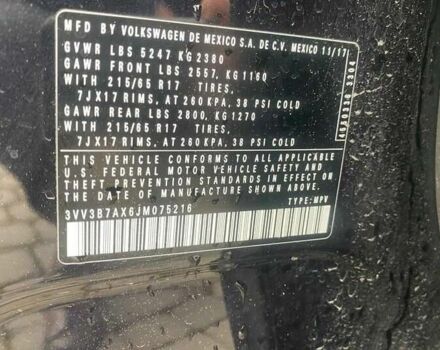 MFD BY VOLKSWAGEN DE MEXICO S.A. DE C.V. MEXICO 11/17
GVWR LBS 5247 KG 2380
GAWR FRONT LBS 2557, KG 1160
WITH 215/65 R17 TIRES,
7JX17 RIMS, AT 260 KPA, 38 PSI COLD
GAWR REAR LBS 2800, KG 1270
WITH 215/65 R17 TIRES,
7JX17 RIMS, AT 260 KPA, 38 PSI COLD
THIS VEHICLE CONFORMS TO ALL APPLICABLE
U.S. FEDERAL MOTOR VEHICLE SAFETY AND
THEFT PREVENTION STANDARDS IN EFFECT ON
THE DATE OF MANUFACTURE SHOWN ABOVE.
3VV3B7AX6JM075216 TYPE: MPV